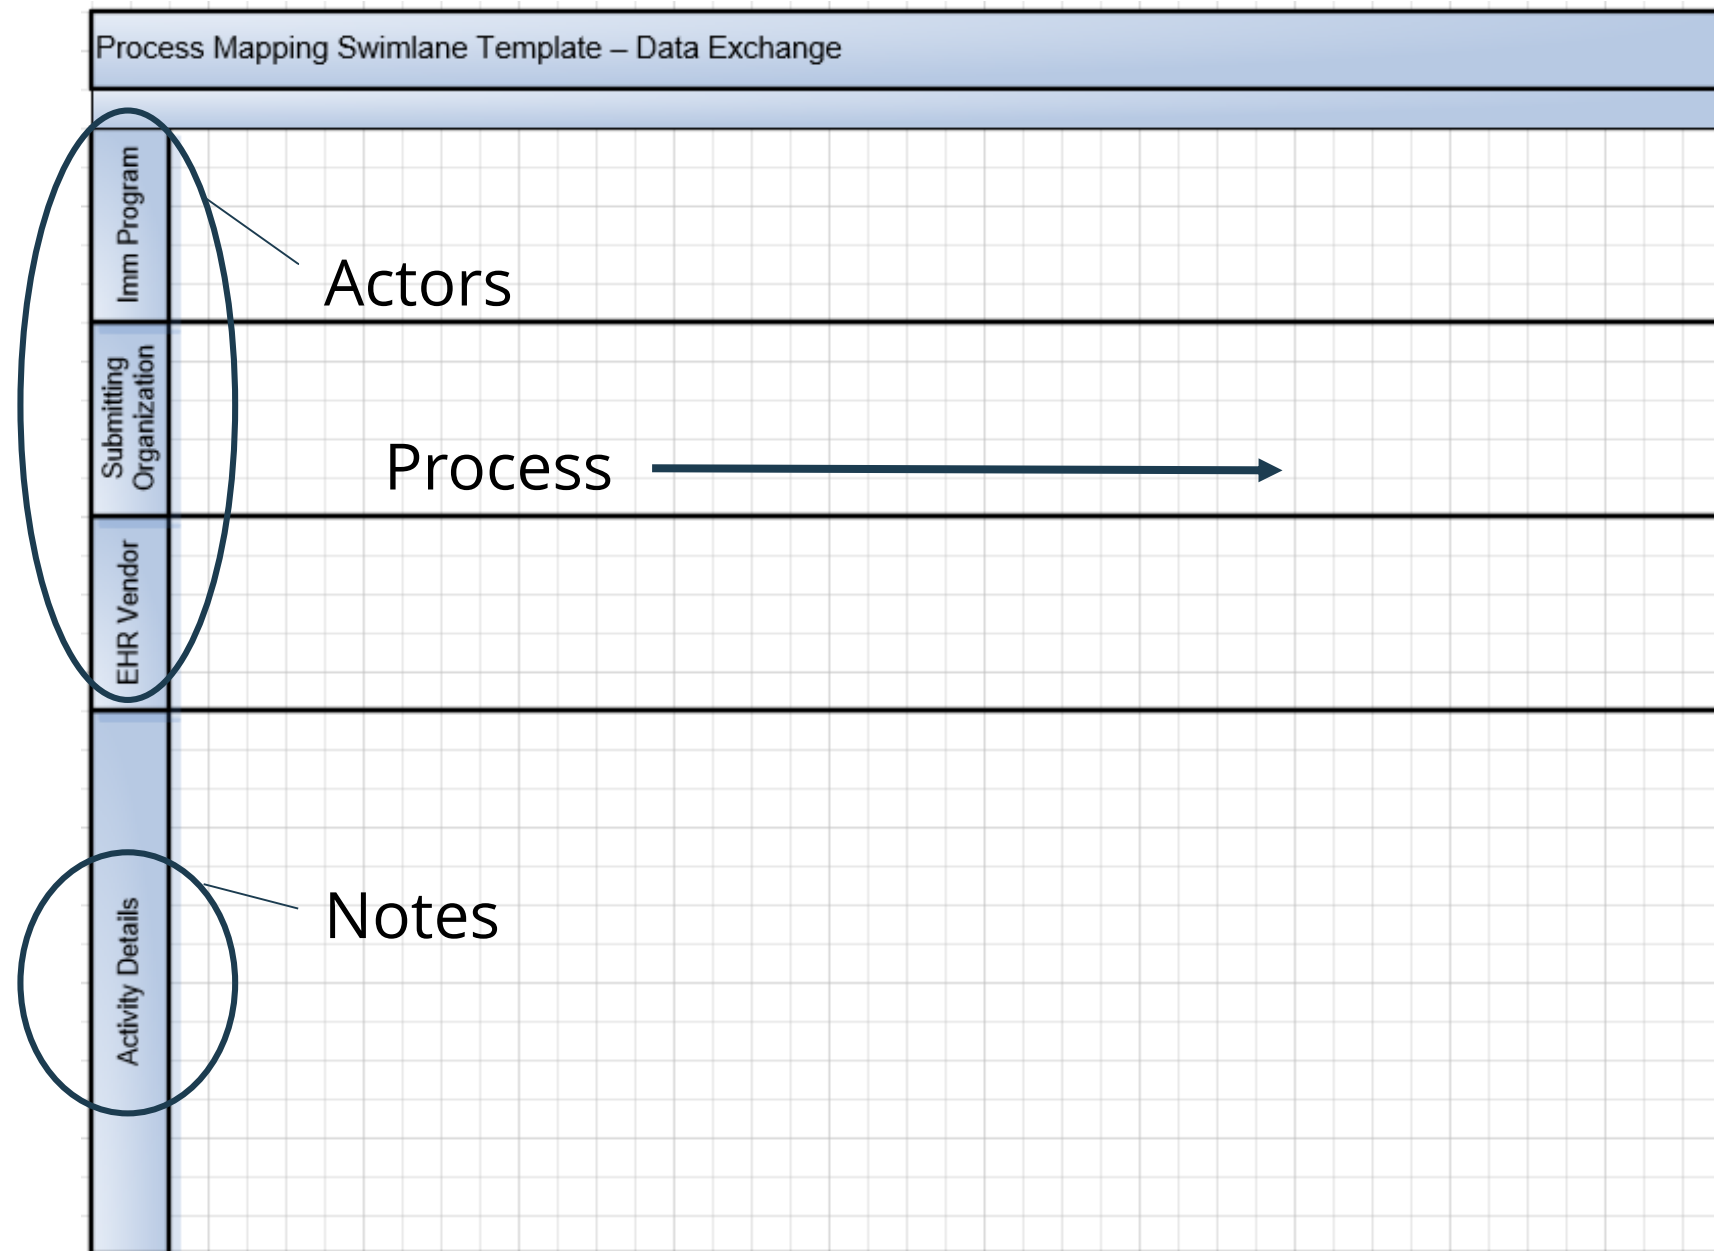 Process Mapping Swimlane Template – Data Exchange
Imm Program
Actors
Submitting
Organization
Process
EHR Vendor
Activity Details
Notes